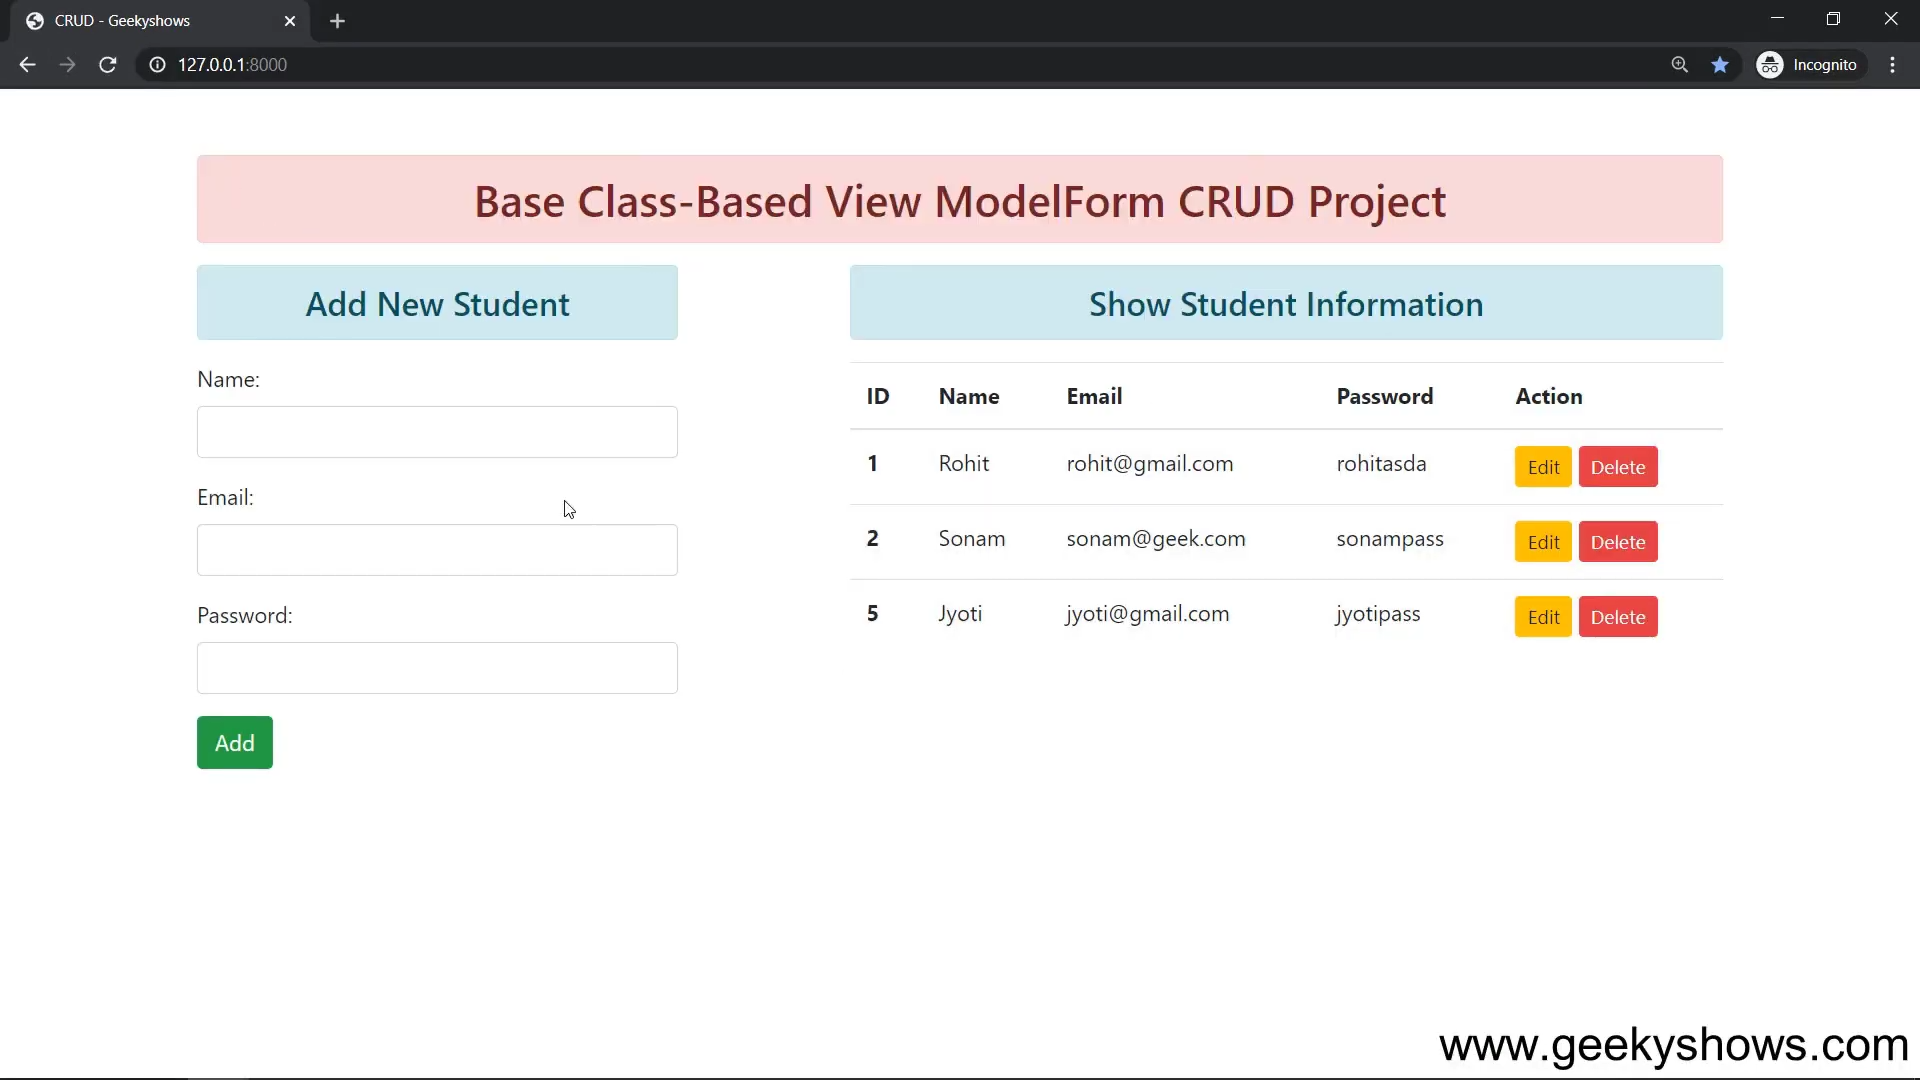 CRUD - Geekyshows
127.0.0.1:8000
Incognito
Base Class-Based View ModelForm CRUD Project
Add New Student
Name:
Email:
Password:
Add
Show Student Information
ID Name Email Password Action
1 Rohit rohit@gmail.com rohitasda Edit Delete
2 Sonam sonam@geek.com sonampass Edit Delete
5 Jyoti jyoti@gmail.com jyotipass Edit Delete
www.geekyshows.com